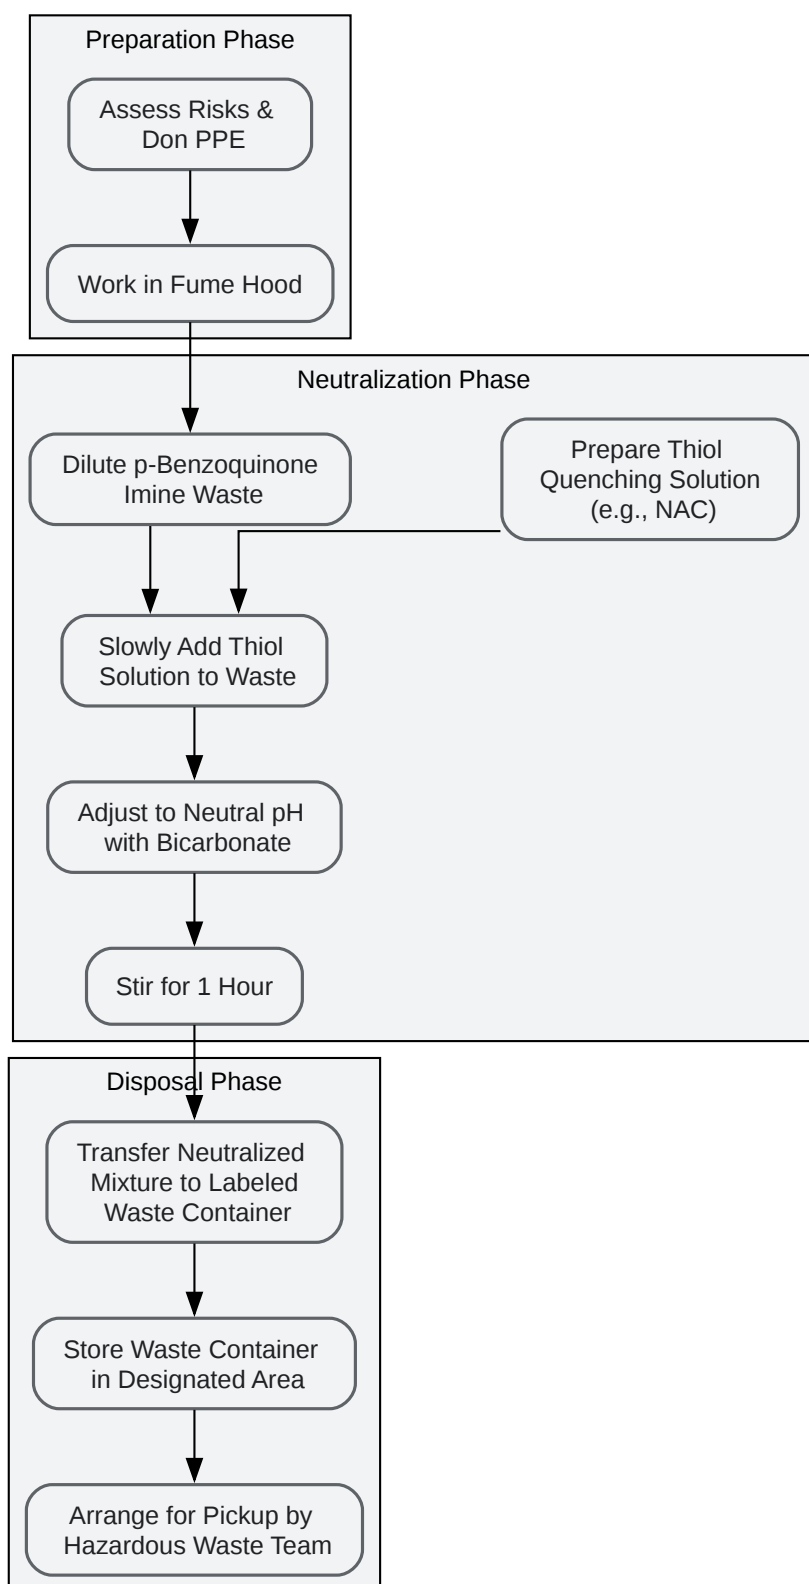 Preparation Phase
Assess Risks &
Don PPE
Work in Fume Hood
Neutralization Phase
Dilute p-Benzoquinone
Imine Waste
Prepare Thiol
Quenching Solution
(e.g., NAC)
Slowly Add Thiol
Solution to Waste
Adjust to Neutral pH
with Bicarbonate
Stir for 1 Hour
Disposal Phase
Transfer Neutralized
Mixture to Labeled
Waste Container
Store Waste Container
in Designated Area
Arrange for Pickup by
Hazardous Waste Team